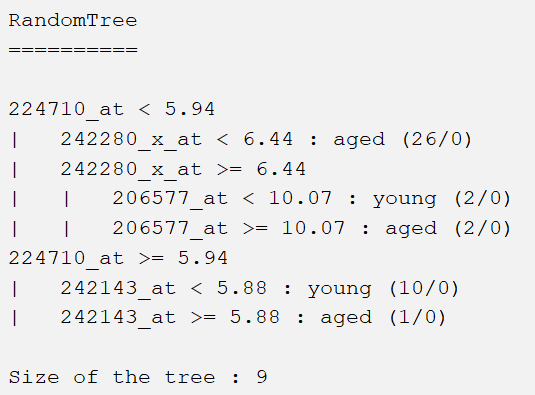 RandomTree
==========
224710_at < 5.94
|   242280_x_at < 6.44 : aged (26/0)
|   242280_x_at >= 6.44
|   |   206577_at < 10.07 : young (2/0)
|   |   206577_at >= 10.07 : aged (2/0)
224710_at >= 5.94
|   242143_at < 5.88 : young (10/0)
|   242143_at >= 5.88 : aged (1/0)
Size of the tree : 9